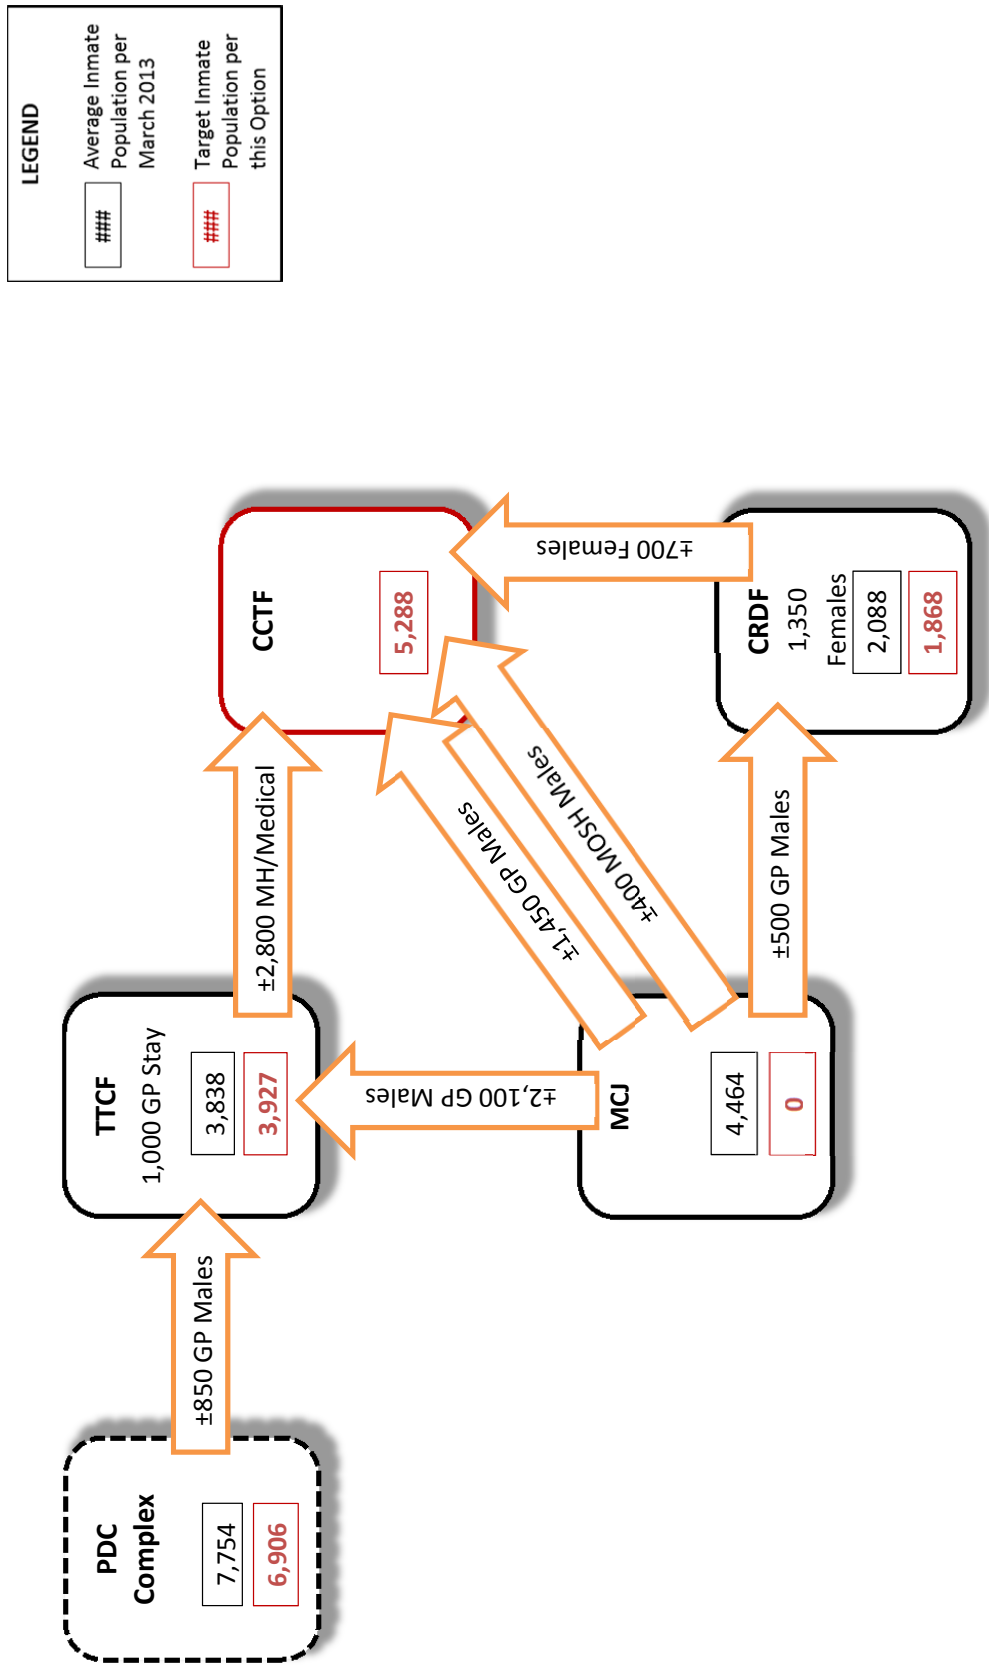 LEGEND
###
Average Inmate
Population per
March 2013
###
Target Inmate
Population per
this Option
PDC
Complex
7,754
6,906
±850 GP Males
TTCF
1,000 GP Stay
3,838
3,927
±2,800 MH/Medical
CCTF
5,288
±2,100 GP Males
±1,450 GP Males
±400 MOSH Males
±700 Females
MCJ
4,464
0
±500 GP Males
CRDF
1,350
Females
2,088
1,868